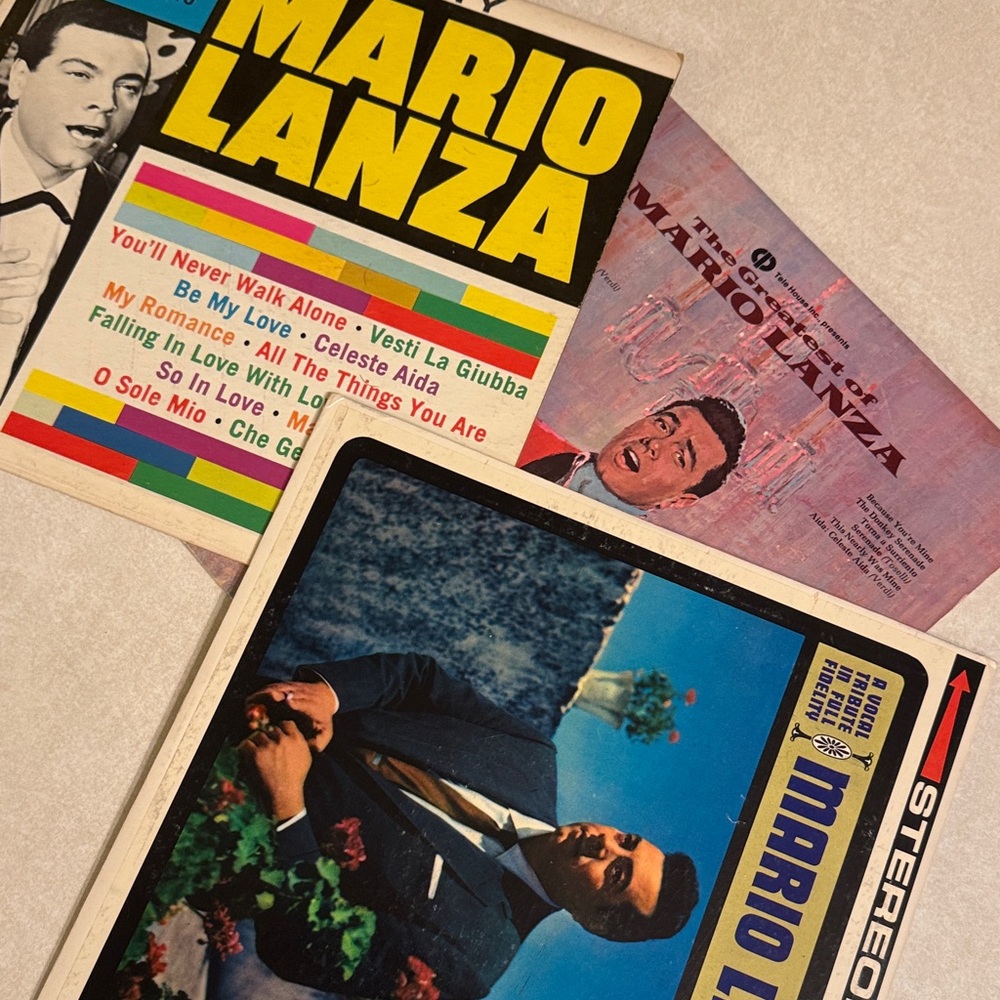 MARIO
LANZA
You'll Never Walk Alone • Vesti La Giubba
Be My Love • Celeste Aida
My Romance • All The Things You Are
Falling In Love With
So In Love •
O Sole Mio • Che
The Greatest of
MARIO LANZA
Tele House Inc., presents
(Verdi)
Because You're Mine
The Donkey Serenade
Torna a Surriento
Serenade (Toselli)
This Nearly Was Mine
Aida: Celeste Aida (Verdi)
A VOCAL
TRIBUTE
IN FULL
FIDELITY
MARIO
STEREO